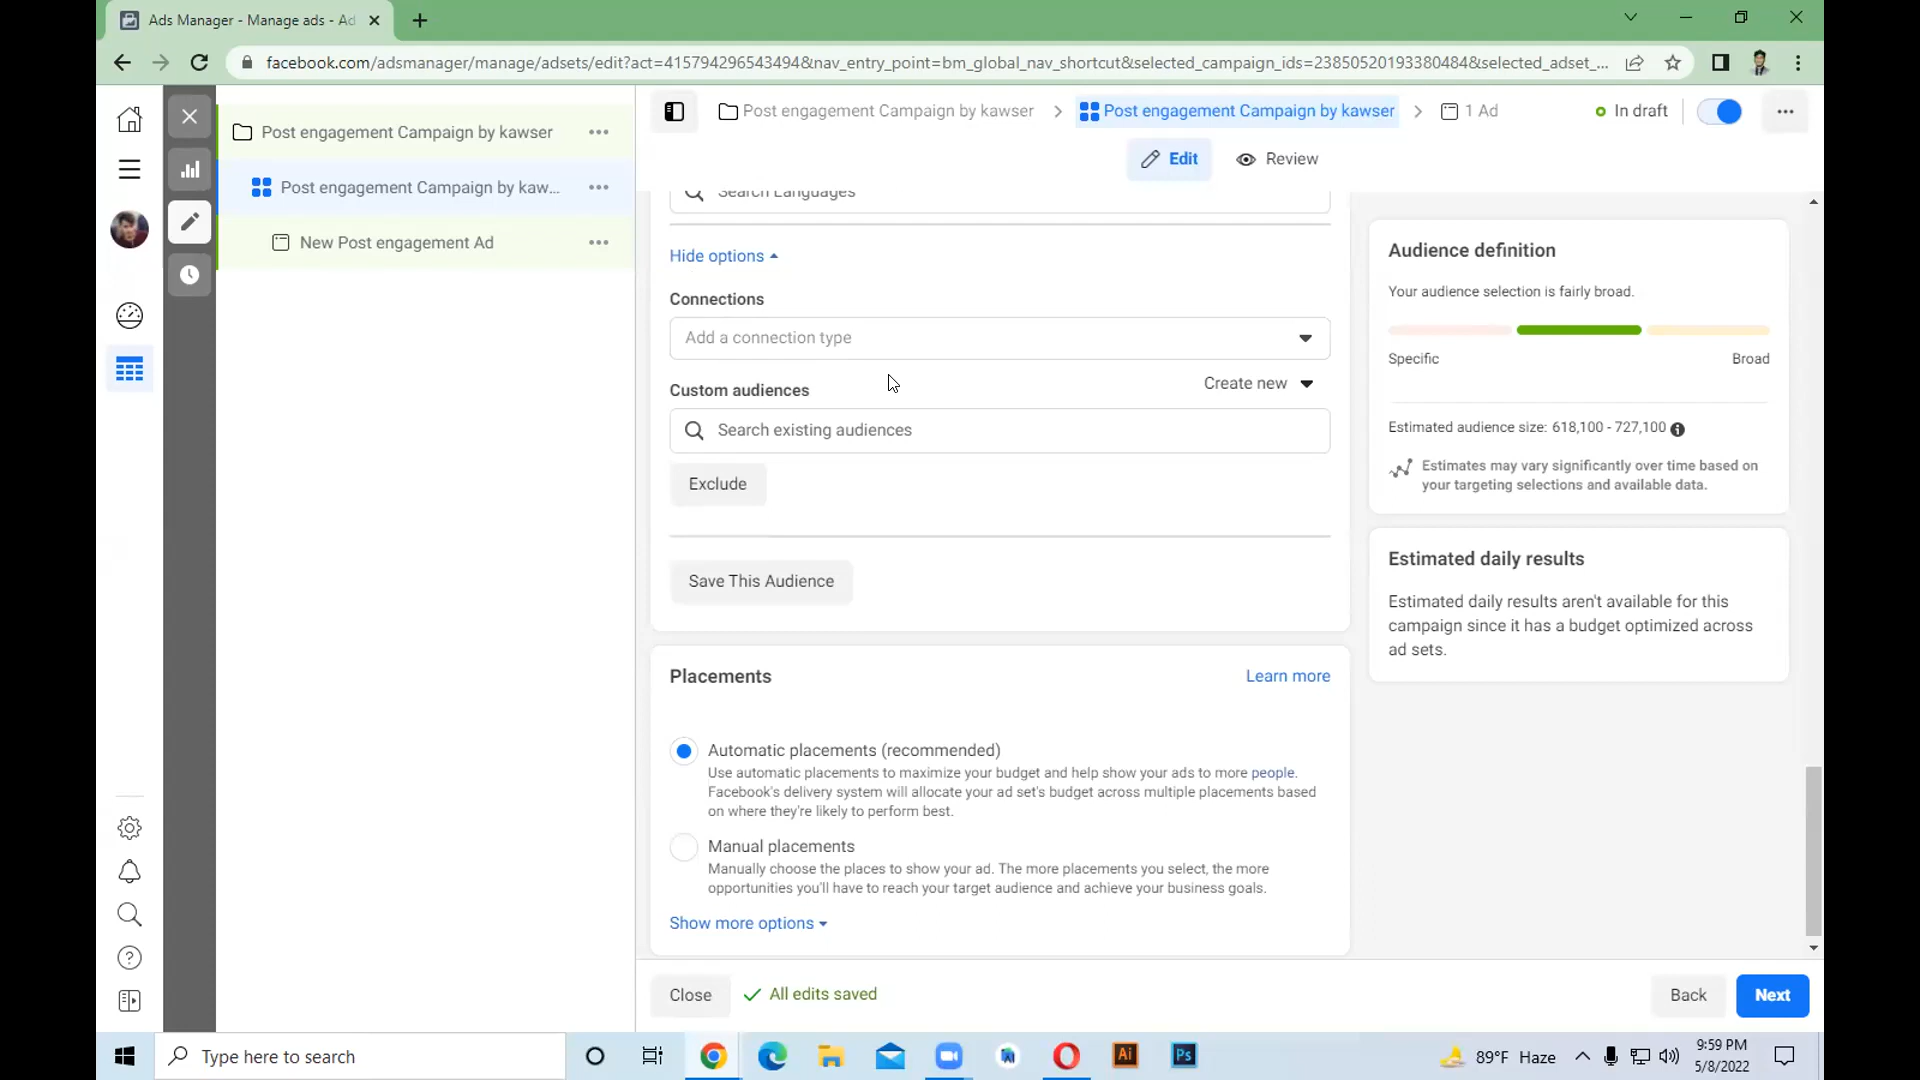 Ads Manager - Manage ads - Ad
facebook.com/adsmanager/manage/adsets/edit?act=415794296543494&nav_entry_point=bm_global_nav_shortcut&selected_campaign_ids=23850520193380484&selected_adset_...
Post engagement Campaign by kawser
Post engagement Campaign by kaw...
New Post engagement Ad
Post engagement Campaign by kawser > Post engagement Campaign by kawser > 1 Ad
In draft
Edit
Review
Search Languages
Hide options
Connections
Add a connection type
Custom audiences
Create new
Search existing audiences
Exclude
Save This Audience
Placements
Learn more
Automatic placements (recommended)
Use automatic placements to maximize your budget and help show your ads to more people.
Facebook's delivery system will allocate your ad set's budget across multiple placements based
on where they're likely to perform best.
Manual placements
Manually choose the places to show your ad. The more placements you select, the more
opportunities you'll have to reach your target audience and achieve your business goals.
Show more options
Audience definition
Your audience selection is fairly broad.
Specific
Broad
Estimated audience size: 618,100 - 727,100
Estimates may vary significantly over time based on
your targeting selections and available data.
Estimated daily results
Estimated daily results aren't available for this
campaign since it has a budget optimized across
ad sets.
Close
All edits saved
Back
Next
Type here to search
Ai
Ps
89°F Haze
9:59 PM
5/8/2022